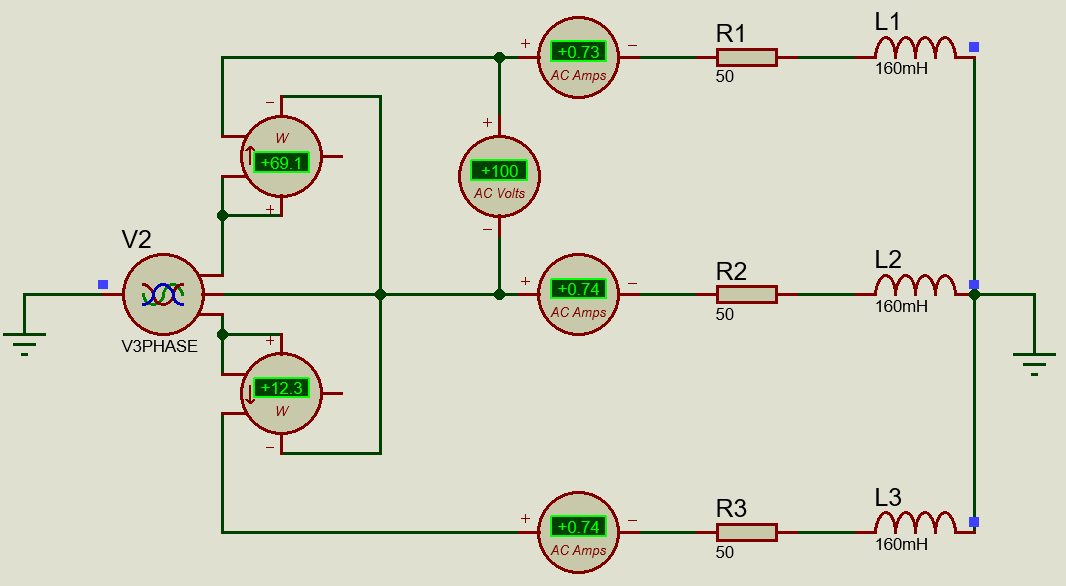 R1
L1
+
+0.73
−
AC Amps
50
160mH
−
W
+69.1
+
+
+100
AC Volts
−
V2
V3PHASE
R2
L2
+
+0.74
−
AC Amps
50
160mH
+
+12.3
W
−
R3
L3
+
+0.74
−
AC Amps
50
160mH